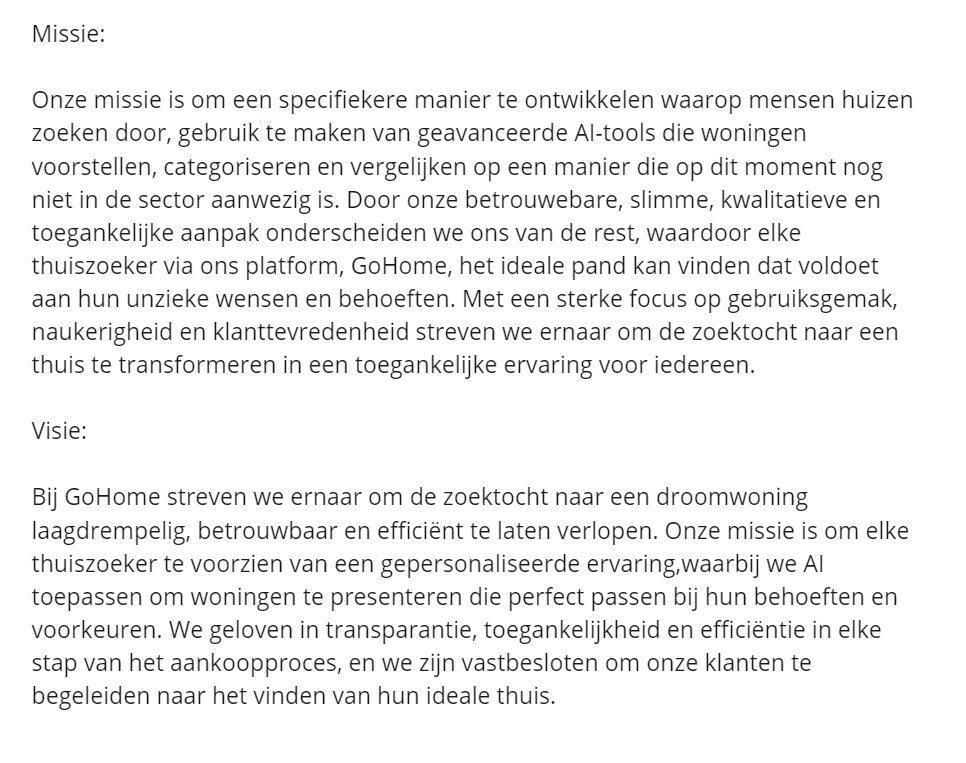 Missie:
Onze missie is om een specifiekere manier te ontwikkelen waarop mensen huizen
zoeken door, gebruik te maken van geavanceerde AI-tools die woningen
voorstellen, categoriseren en vergelijken op een manier die op dit moment nog
niet in de sector aanwezig is. Door onze betrouwebare, slimme, kwalitatieve en
toegankelijke aanpak onderscheiden we ons van de rest, waardoor elke
thuiszoeker via ons platform, GoHome, het ideale pand kan vinden dat voldoet
aan hun unzieke wensen en behoeften. Met een sterke focus op gebruiksgemak,
naukerigheid en klanttevredenheid streven we ernaar om de zoektocht naar een
thuis te transformeren in een toegankelijke ervaring voor iedereen.
Visie:
Bij GoHome streven we ernaar om de zoektocht naar een droomwoning
laagdrempelig, betrouwbaar en efficiënt te laten verlopen. Onze missie is om elke
thuiszoeker te voorzien van een gepersonaliseerde ervaring,waarbij we AI
toepassen om woningen te presenteren die perfect passen bij hun behoeften en
voorkeuren. We geloven in transparantie, toegankelijkheid en efficiëntie in elke
stap van het aankoopproces, en we zijn vastbesloten om onze klanten te
begeleiden naar het vinden van hun ideale thuis.